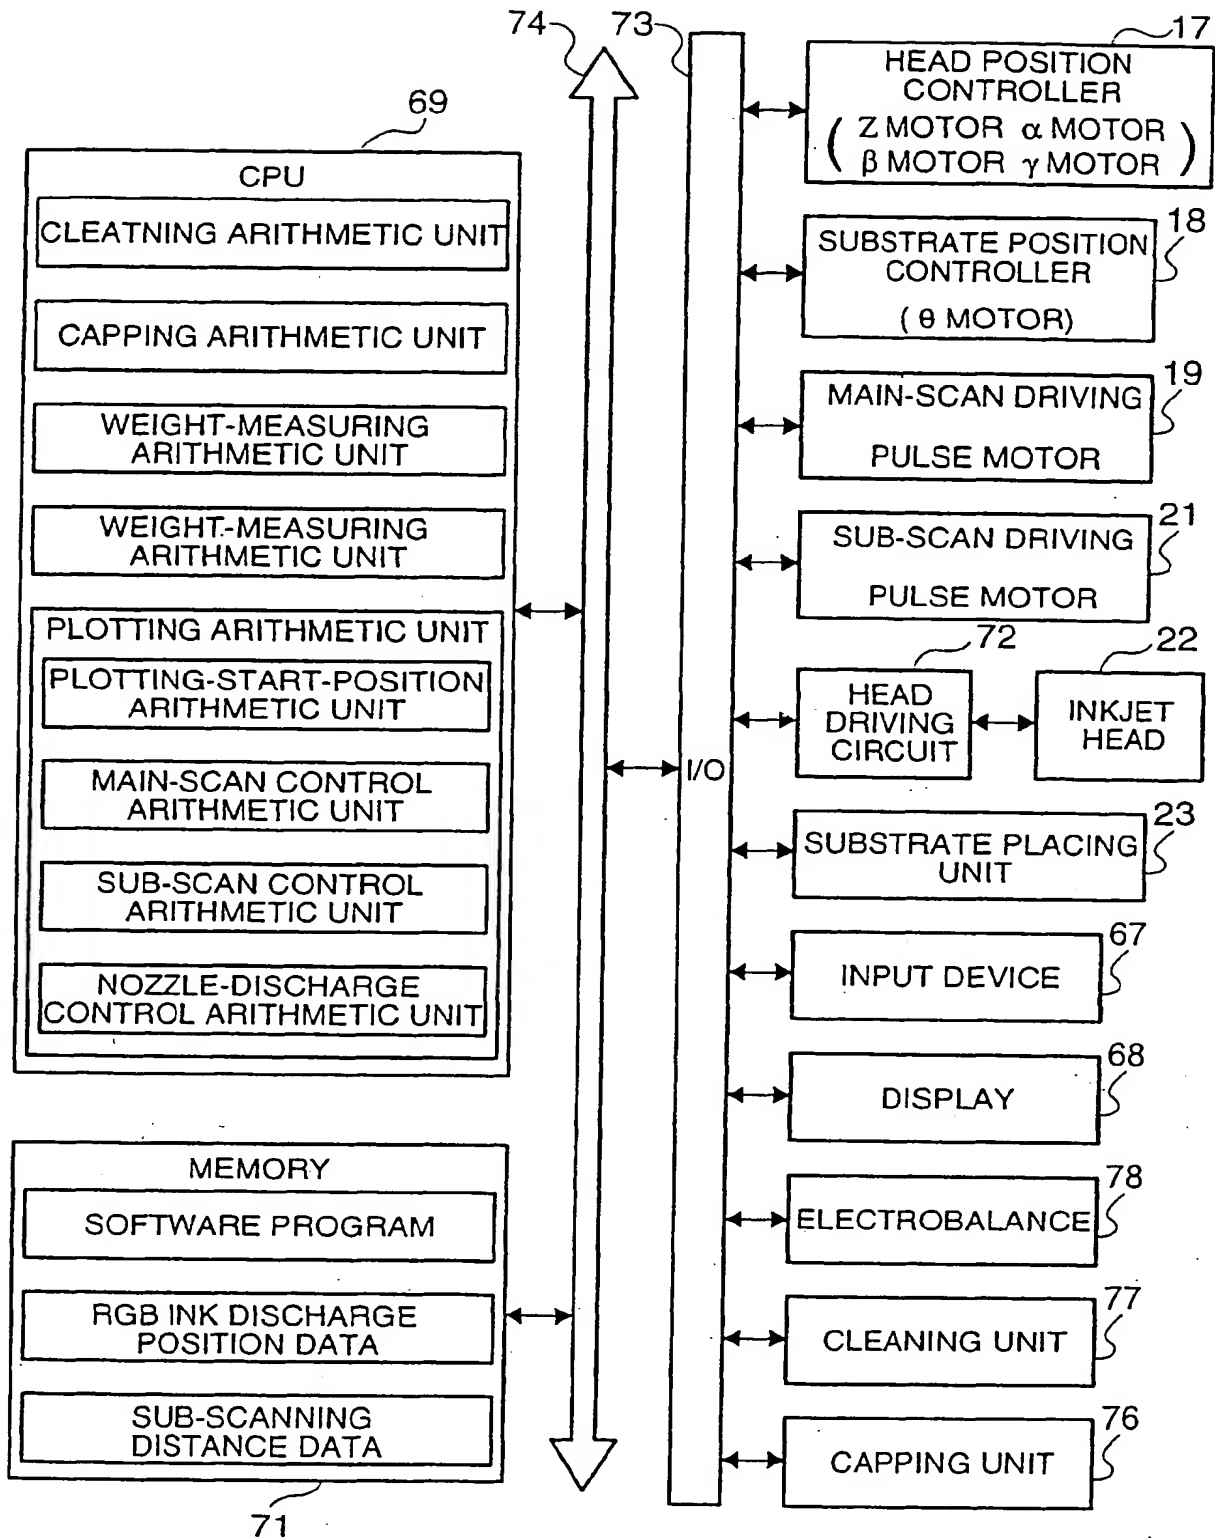 74
73
17
HEAD POSITION
CONTROLLER
( Z MOTOR α MOTOR
β MOTOR γ MOTOR )
69
CPU
CLEATNING ARITHMETIC UNIT
CAPPING ARITHMETIC UNIT
WEIGHT-MEASURING
ARITHMETIC UNIT
WEIGHT-MEASURING
ARITHMETIC UNIT
PLOTTING ARITHMETIC UNIT
PLOTTING-START-POSITION
ARITHMETIC UNIT
MAIN-SCAN CONTROL
ARITHMETIC UNIT
SUB-SCAN CONTROL
ARITHMETIC UNIT
NOZZLE-DISCHARGE
CONTROL ARITHMETIC UNIT
MEMORY
SOFTWARE PROGRAM
RGB INK DISCHARGE
POSITION DATA
SUB-SCANNING
DISTANCE DATA
71
I/O
SUBSTRATE POSITION
CONTROLLER
( θ MOTOR)
18
MAIN-SCAN DRIVING
PULSE MOTOR
19
SUB-SCAN DRIVING
PULSE MOTOR
21
72
HEAD
DRIVING
CIRCUIT
22
INKJET
HEAD
SUBSTRATE PLACING
UNIT
23
INPUT DEVICE
67
DISPLAY
68
ELECTROBALANCE
78
CLEANING UNIT
77
CAPPING UNIT
76